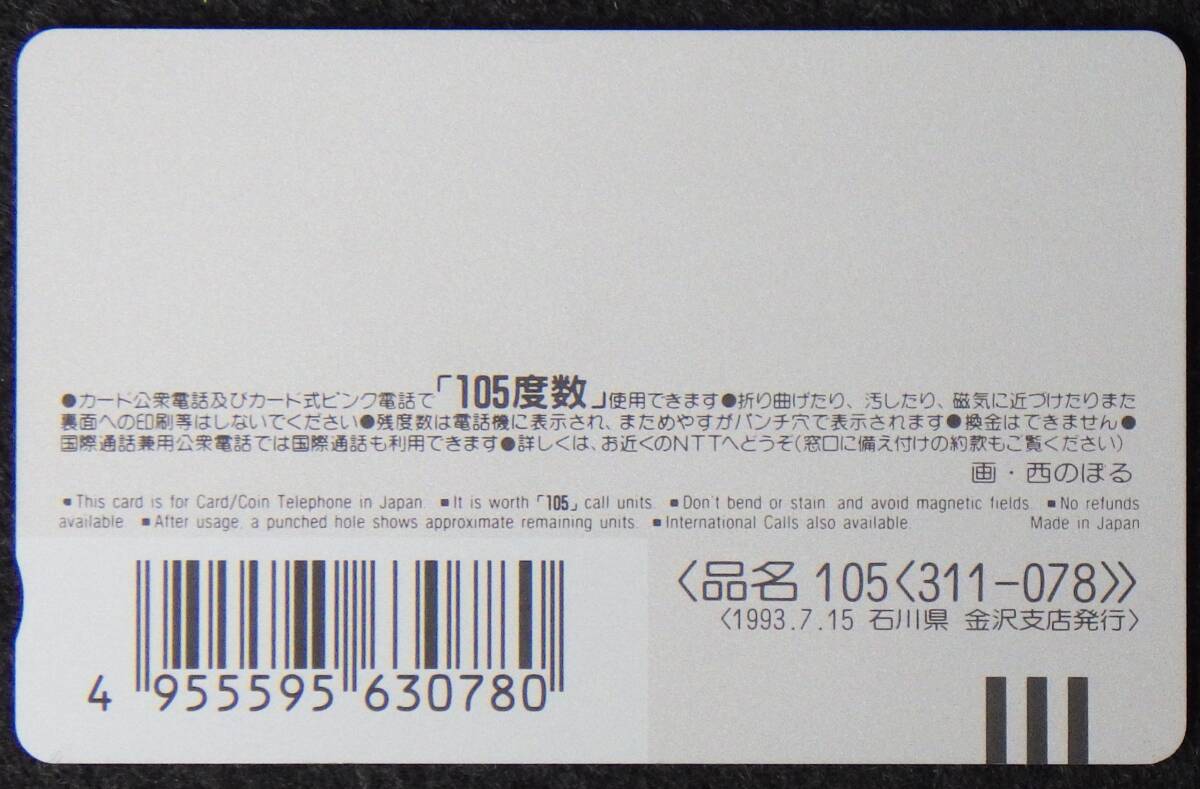 ●カード公衆電話及びカード式ピンク電話で「105度数」使用できます●折り曲げたり、汚したり、磁気に近づけたりまた
裏面への印刷等はしないでください●残度数は電話機に表示され、まためやすがパンチ穴で表示されます●換金はできません●
国際通話兼用公衆電話では国際通話も利用できます●詳しくは、お近くのNTTへどうぞ(窓口に備え付けの約款もご覧ください)
画・西のぼる
■This card is for Card/Coin Telephone in Japan. ■It is worth「105」call units. ■Don't bend or stain. and avoid magnetic fields. ■No refunds
available. ■After usage. a punched hole shows approximate remaining units. ■International Calls also available. Made in Japan
〈品名 105〈311-078〉〉
〈1993.7.15 石川県 金沢支店発行〉
4 955595 630780